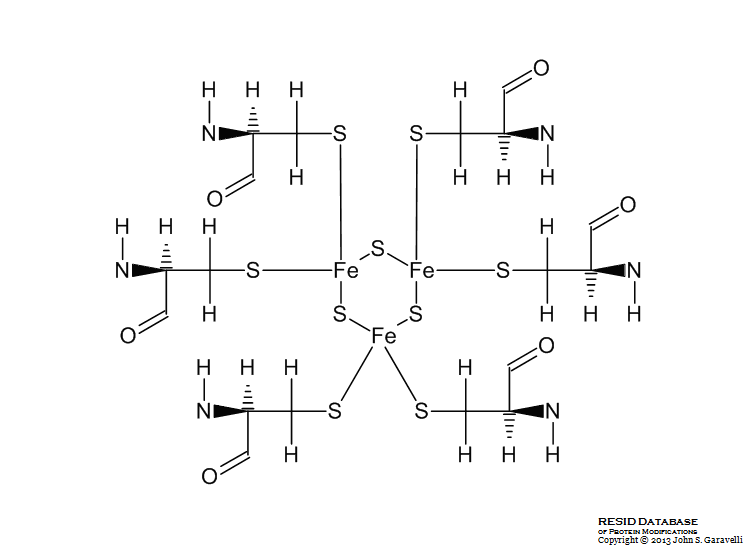 O
H H H H
N S S N
H H H H
O O
H H H H
S
N S Fe Fe S N
H H H H
S S
O Fe O
H H H H
N S S N
H H H H
O
RESID DATABASE
OF PROTEIN MODIFICATIONS
Copyright © 2013 John S. Garavelli